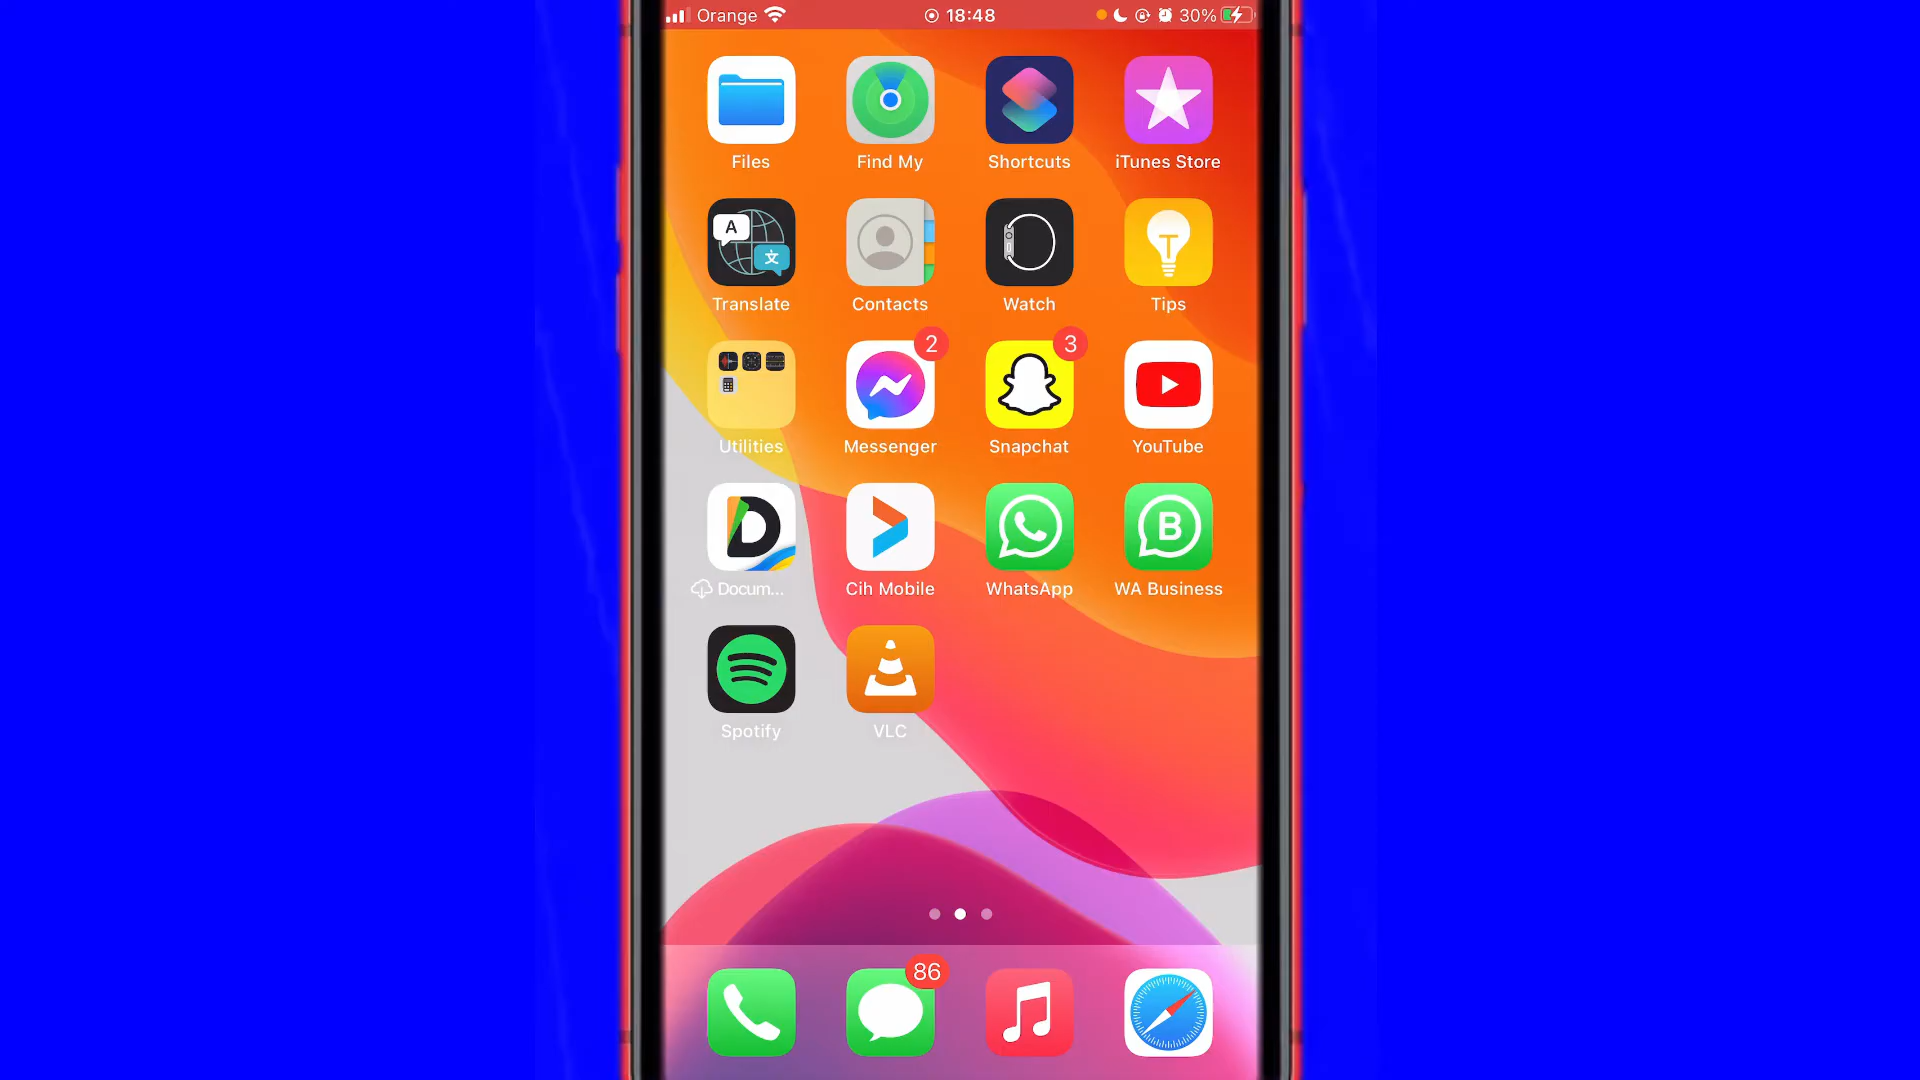 Orange 18:48 30%
Files Find My Shortcuts iTunes Store
A 文
Translate Contacts Watch Tips
2 3
Utilities Messenger Snapchat YouTube
D B
Docum... Cih Mobile WhatsApp WA Business
Spotify VLC
86